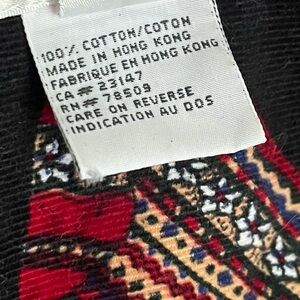 100% COTTON/COTON
MADE IN HONG KONG
FABRIQUE EN HONG KONG
CA# 23147
RN# 78509
CARE ON REVERSE
INDICATION AU DOS